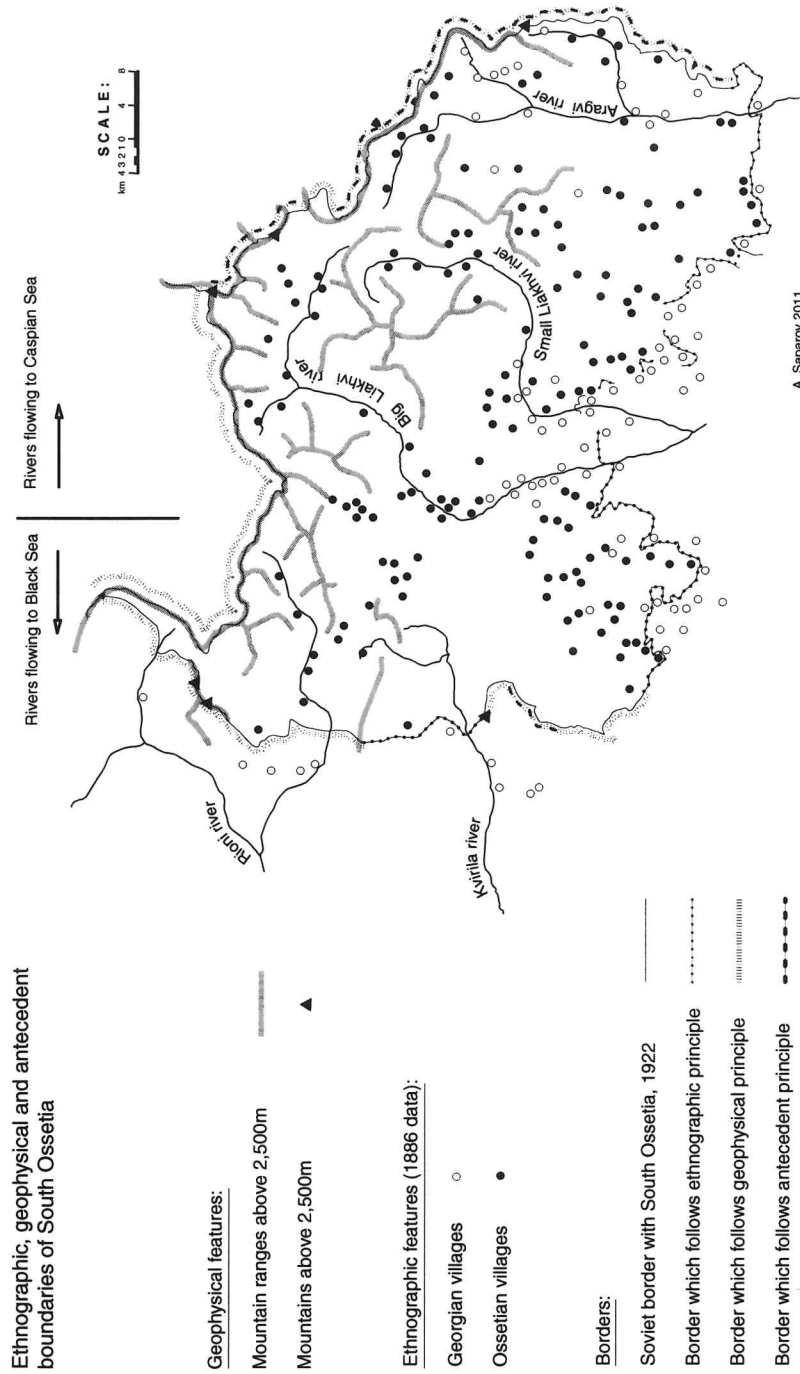 Ethnographic, geophysical and antecedent
boundaries of South Ossetia
Geophysical features:
Mountain ranges above 2,500m
Mountains above 2,500m
Ethnographic features (1886 data):
Georgian villages
Ossetian villages
Borders:
Soviet border with South Ossetia, 1922
Border which follows ethnographic principle
Border which follows geophysical principle
Border which follows antecedent principle
Rivers flowing to Black Sea
Rivers flowing to Caspian Sea
SCALE:
km 4 3 2 1 0 4 8
Rioni river
Kvirila river
Big Liakhvi river
Small Liakhvi river
Aragvi river
A. Saparov 2011